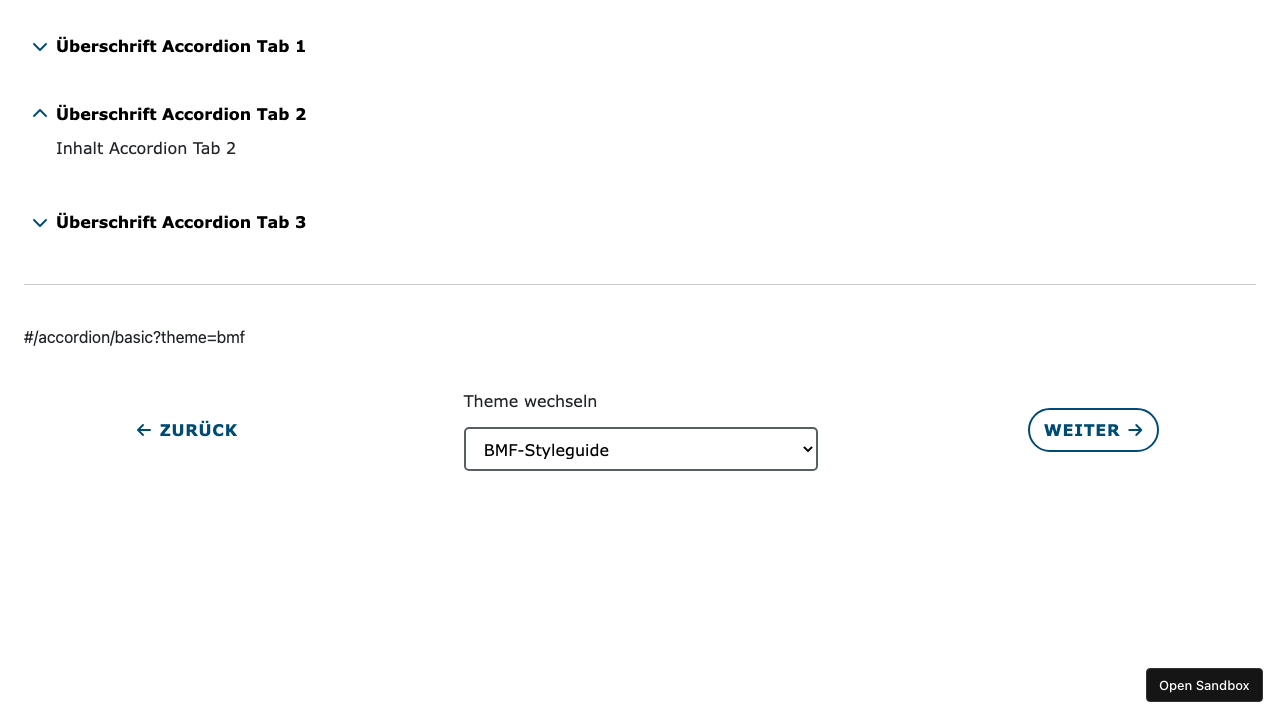 Überschrift Accordion Tab 1
Überschrift Accordion Tab 2
Inhalt Accordion Tab 2
Überschrift Accordion Tab 3
#/accordion/basic?theme=bmf
Theme wechseln
← ZURÜCK
BMF-Styleguide
WEITER →
Open Sandbox